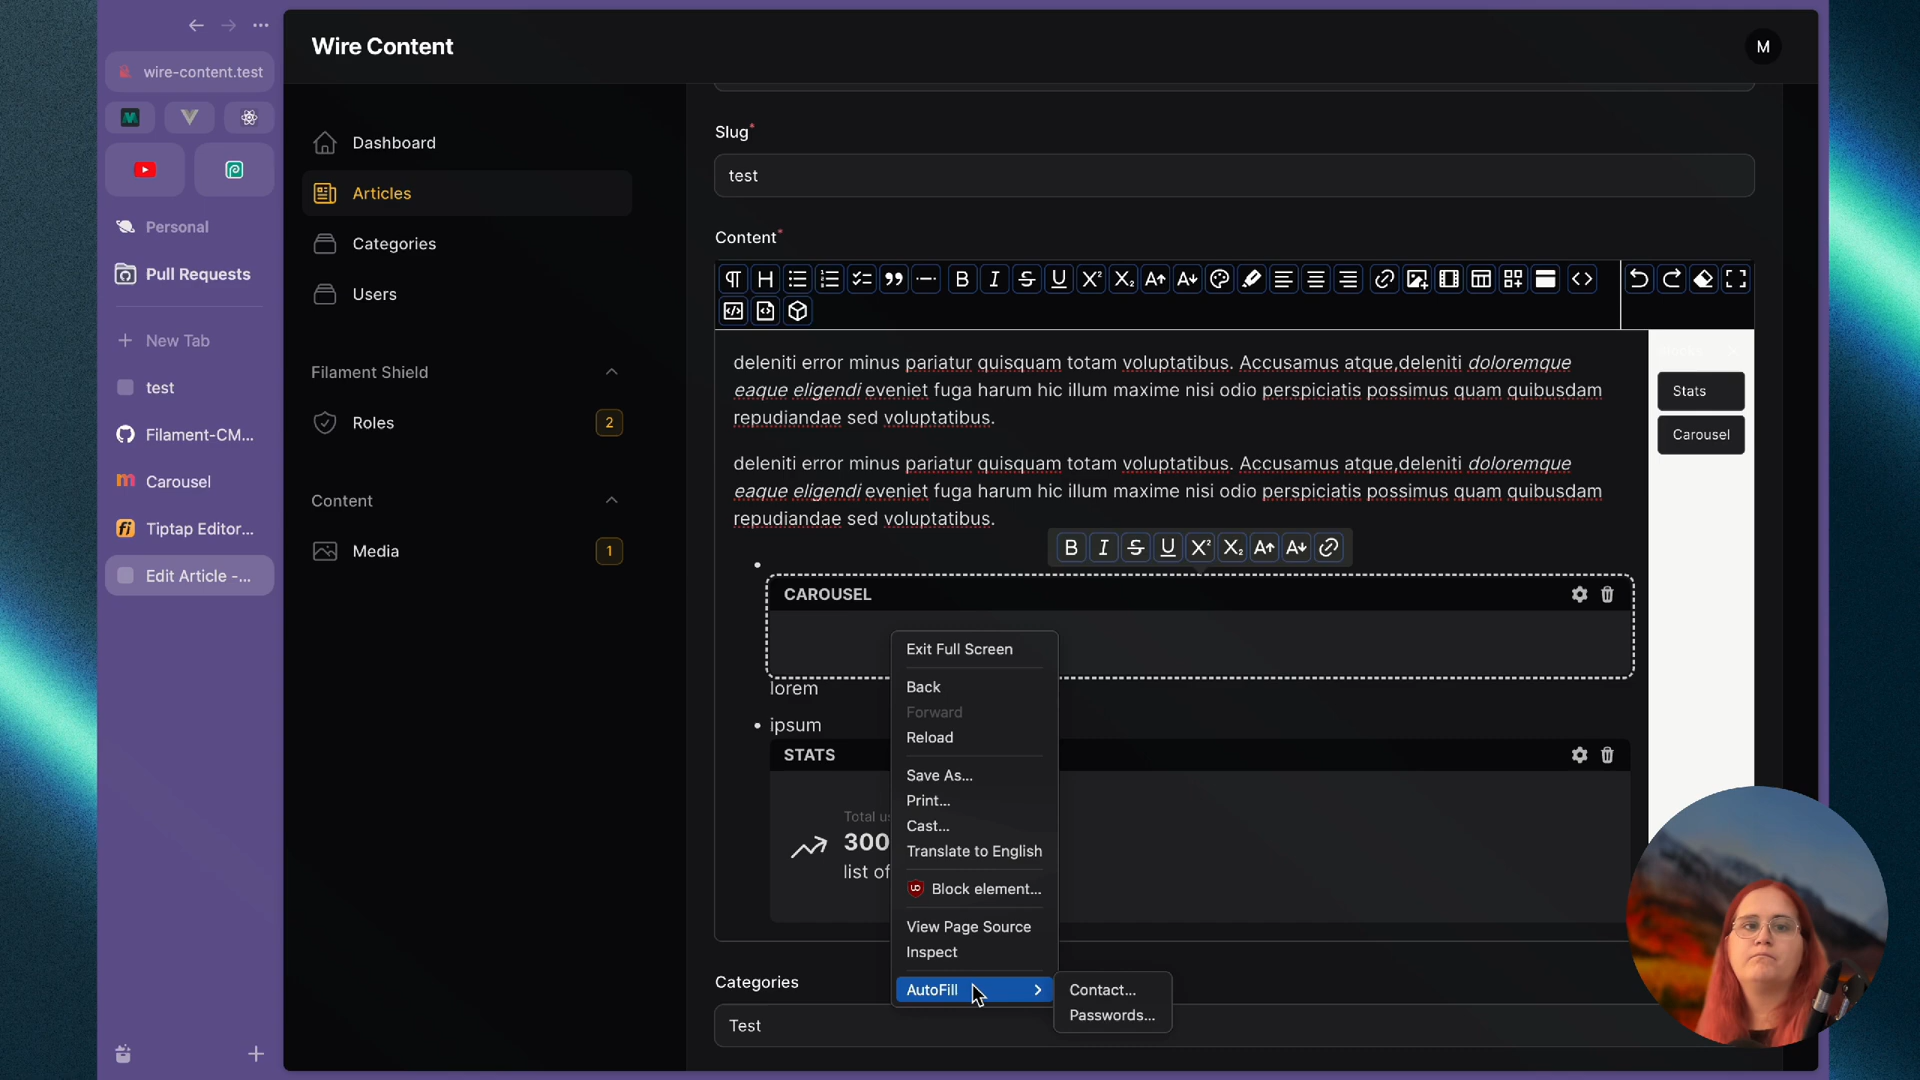 Wire Content
M
wire-content.test
Personal
Pull Requests
New Tab
test
Filament-CM...
Carousel
Tiptap Editor...
Edit Article -...
Dashboard
Articles
Categories
Users
Filament Shield
Roles
2
Content
Media
1
Slug*
test
Content*
deleniti error minus pariatur quisquam totam voluptatibus. Accusamus atque,deleniti doloremque
eaque eligendi eveniet fuga harum hic illum maxime nisi odio perspiciatis possimus quam quibusdam
repudiandae sed voluptatibus.
deleniti error minus pariatur quisquam totam voluptatibus. Accusamus atque,deleniti doloremque
eaque eligendi eveniet fuga harum hic illum maxime nisi odio perspiciatis possimus quam quibusdam
repudiandae sed voluptatibus.
Stats
Carousel
CAROUSEL
lorem
• ipsum
STATS
Total u
300
list of
Exit Full Screen
Back
Forward
Reload
Save As...
Print...
Cast...
Translate to English
Block element...
View Page Source
Inspect
AutoFill
Contact...
Passwords...
Categories
Test